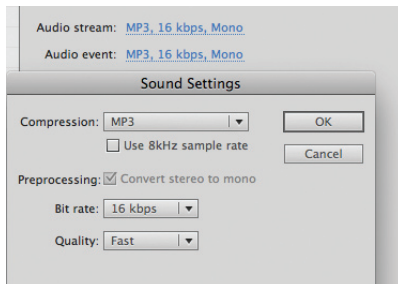 Audio stream: MP3, 16 kbps, Mono
Audio event: MP3, 16 kbps, Mono
Sound Settings
Compression: MP3
OK
Use 8kHz sample rate
Cancel
Preprocessing: Convert stereo to mono
Bit rate: 16 kbps
Quality: Fast